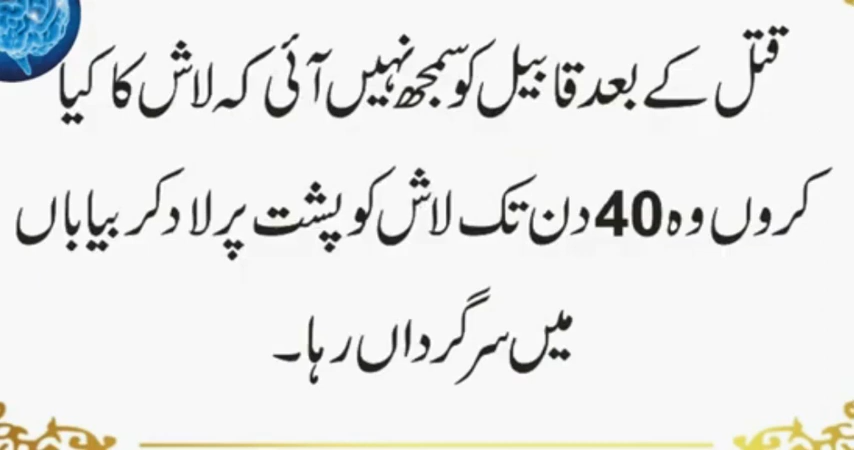 قتل کے بعد قابیل کو سمجھ نہیں آئی کہ لاش کا کیا
کروں وہ 40 دن تک لاش کو پشت پر لاد کر بیاباں
میں سرگرداں رہا۔